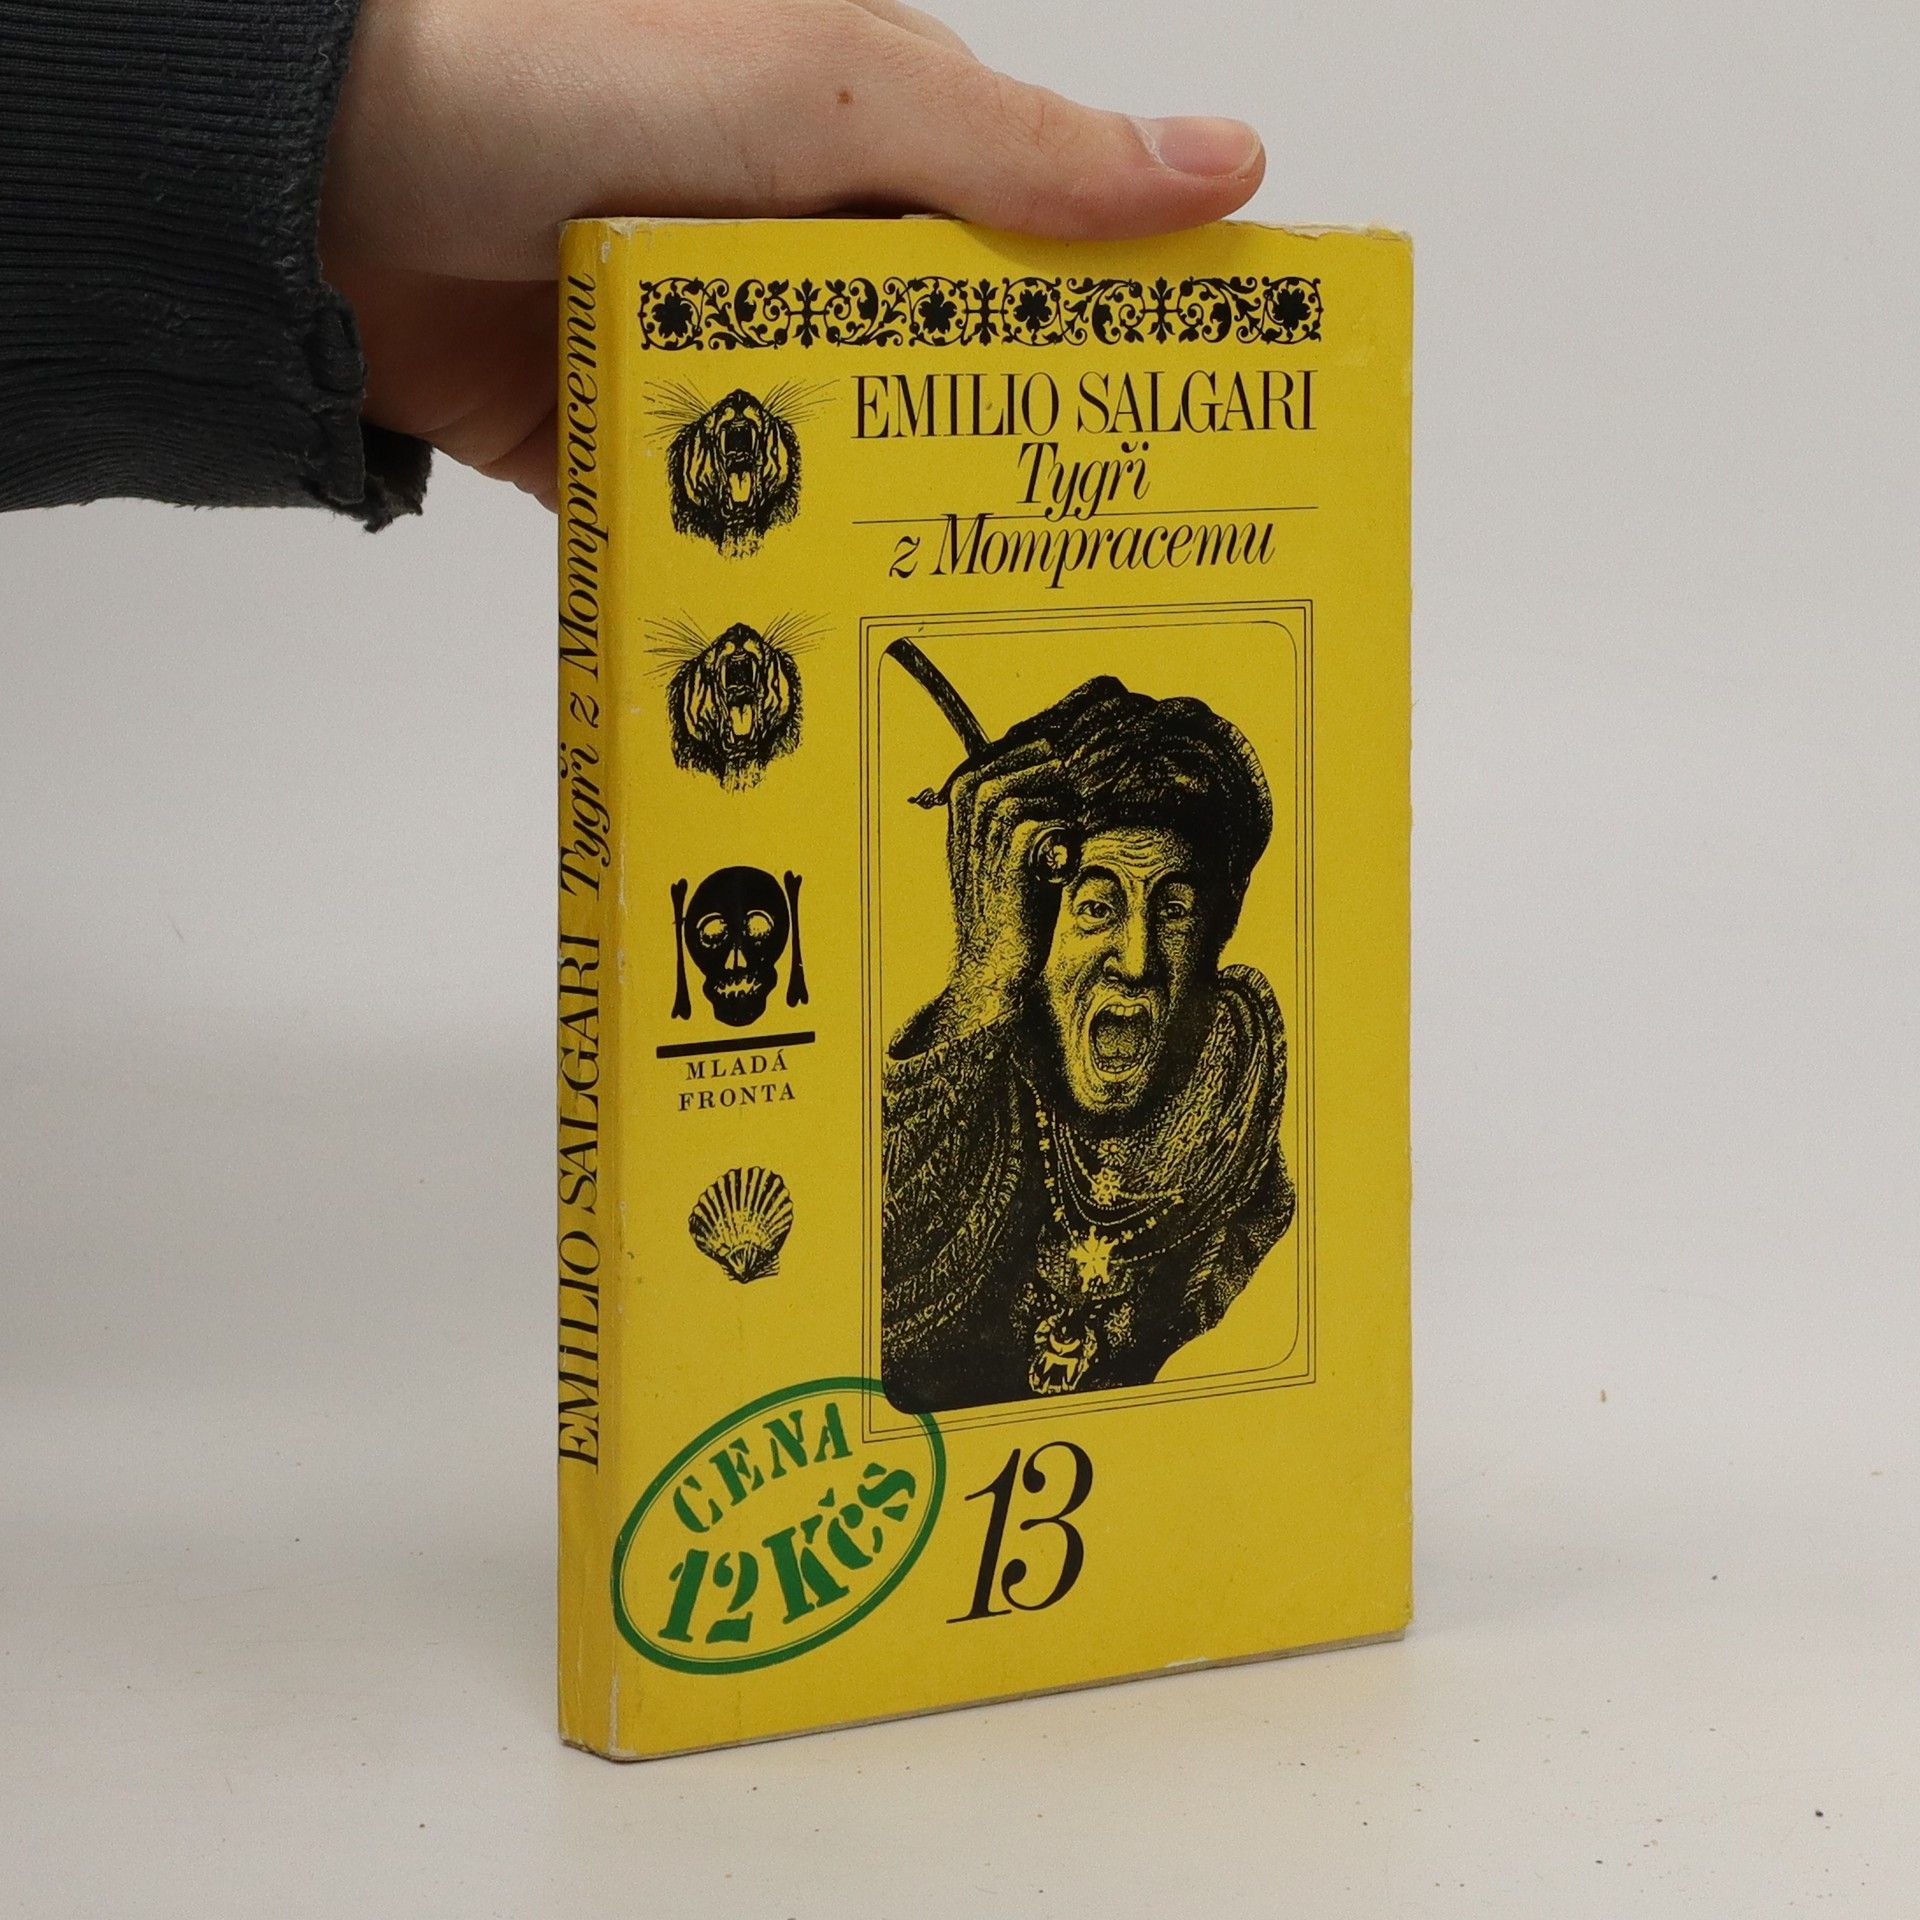 EMILIO SALGARI
Tygři
z Mompracemu
MLADÁ
FRONTA
CENA
12 Kčs
13
EMILIO SALGARI Tygři z Mompracemu